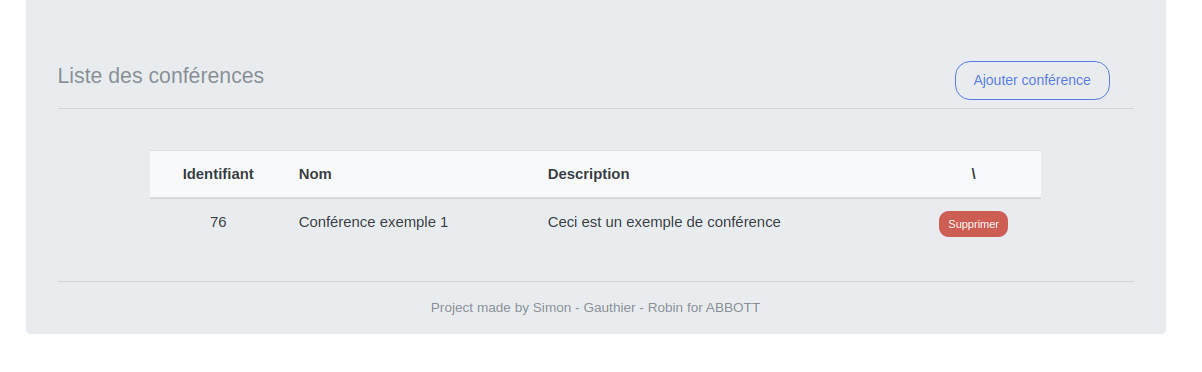 Liste des conférences
Ajouter conférence
Identifiant Nom Description \
76 Conférence exemple 1 Ceci est un exemple de conférence Supprimer
Project made by Simon - Gauthier - Robin for ABBOTT